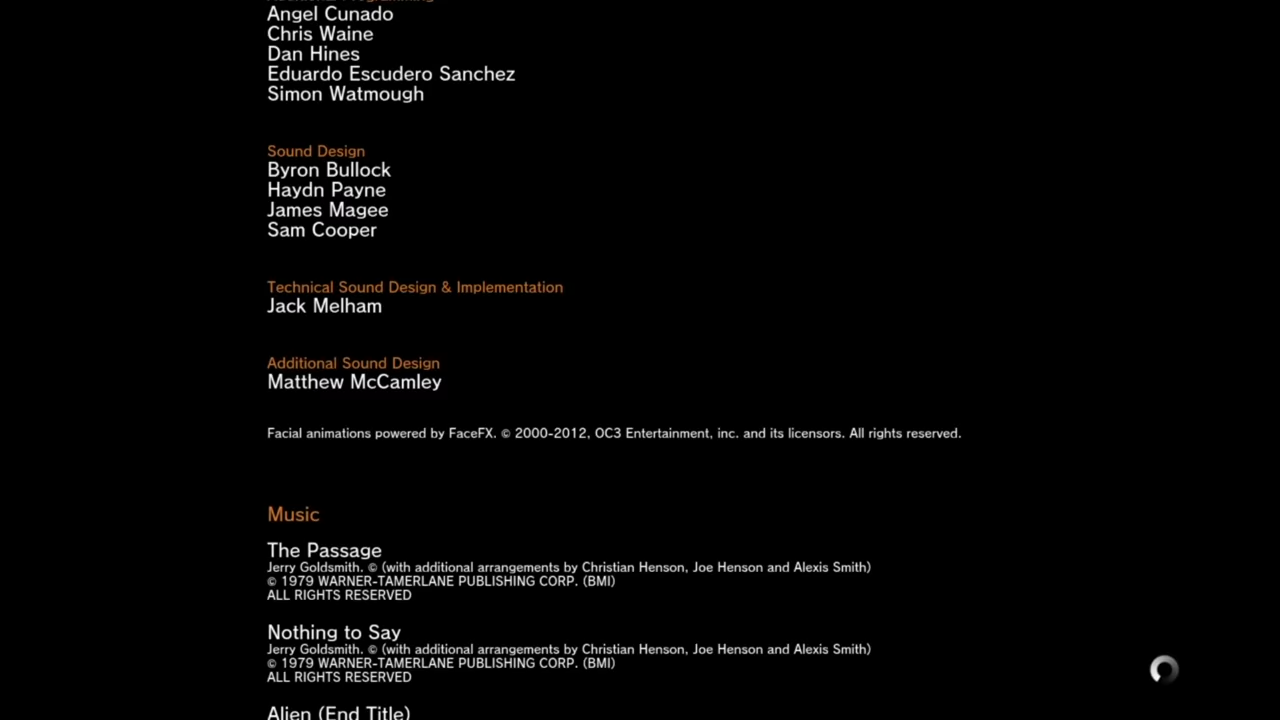 Additional Programming
Angel Cunado
Chris Waine
Dan Hines
Eduardo Escudero Sanchez
Simon Watmough
Sound Design
Byron Bullock
Haydn Payne
James Magee
Sam Cooper
Technical Sound Design & Implementation
Jack Melham
Additional Sound Design
Matthew McCamley
Facial animations powered by FaceFX. © 2000-2012, OC3 Entertainment, inc. and its licensors. All rights reserved.
Music
The Passage
Jerry Goldsmith. © (with additional arrangements by Christian Henson, Joe Henson and Alexis Smith)
© 1979 WARNER-TAMERLANE PUBLISHING CORP. (BMI)
ALL RIGHTS RESERVED
Nothing to Say
Jerry Goldsmith. © (with additional arrangements by Christian Henson, Joe Henson and Alexis Smith)
© 1979 WARNER-TAMERLANE PUBLISHING CORP. (BMI)
ALL RIGHTS RESERVED
Alien (End Title)